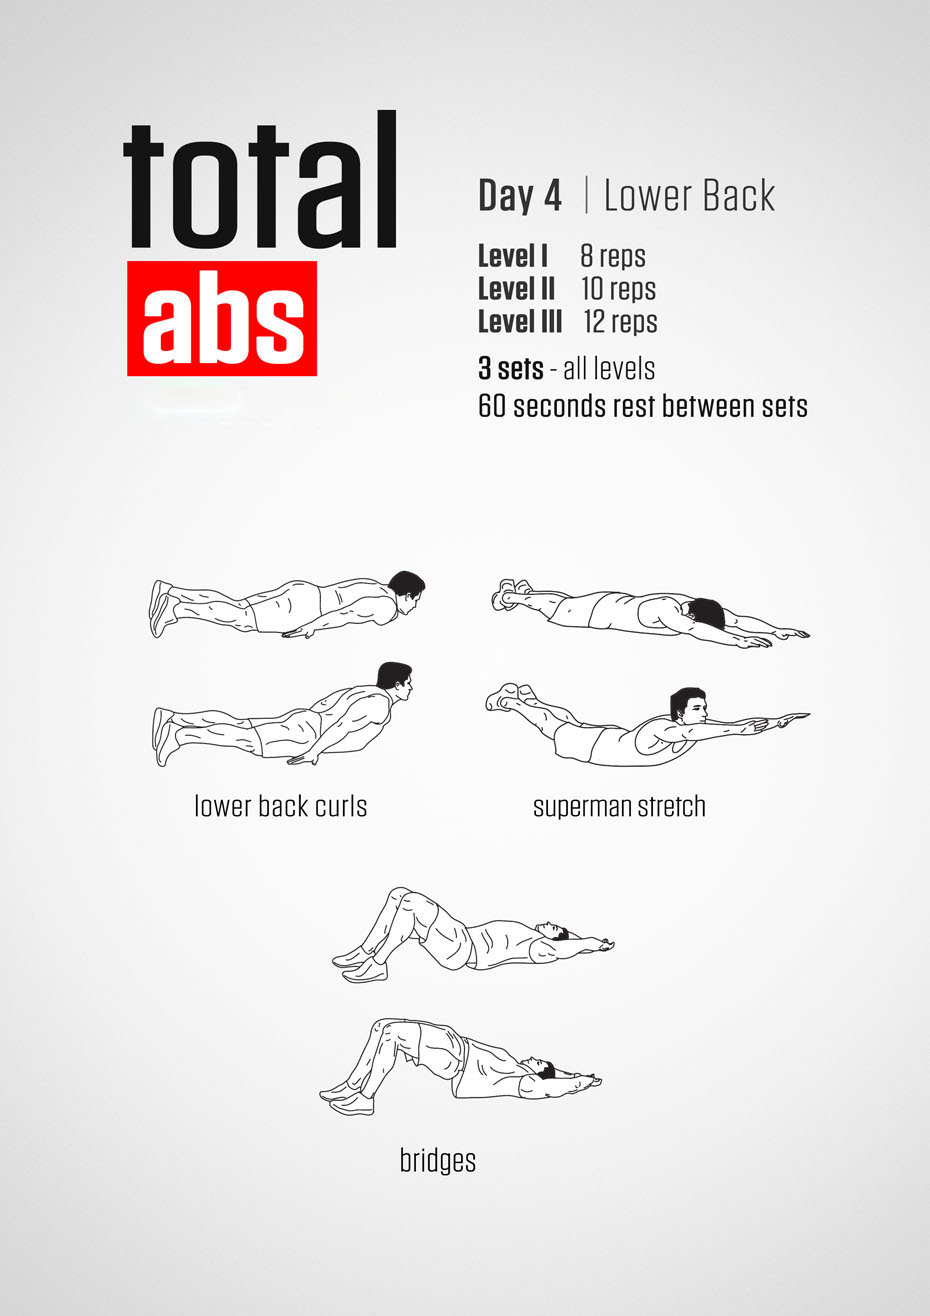 total
abs
Day 4 | Lower Back
Level I 8 reps
Level II 10 reps
Level III 12 reps
3 sets - all levels
60 seconds rest between sets
lower back curls
superman stretch
bridges